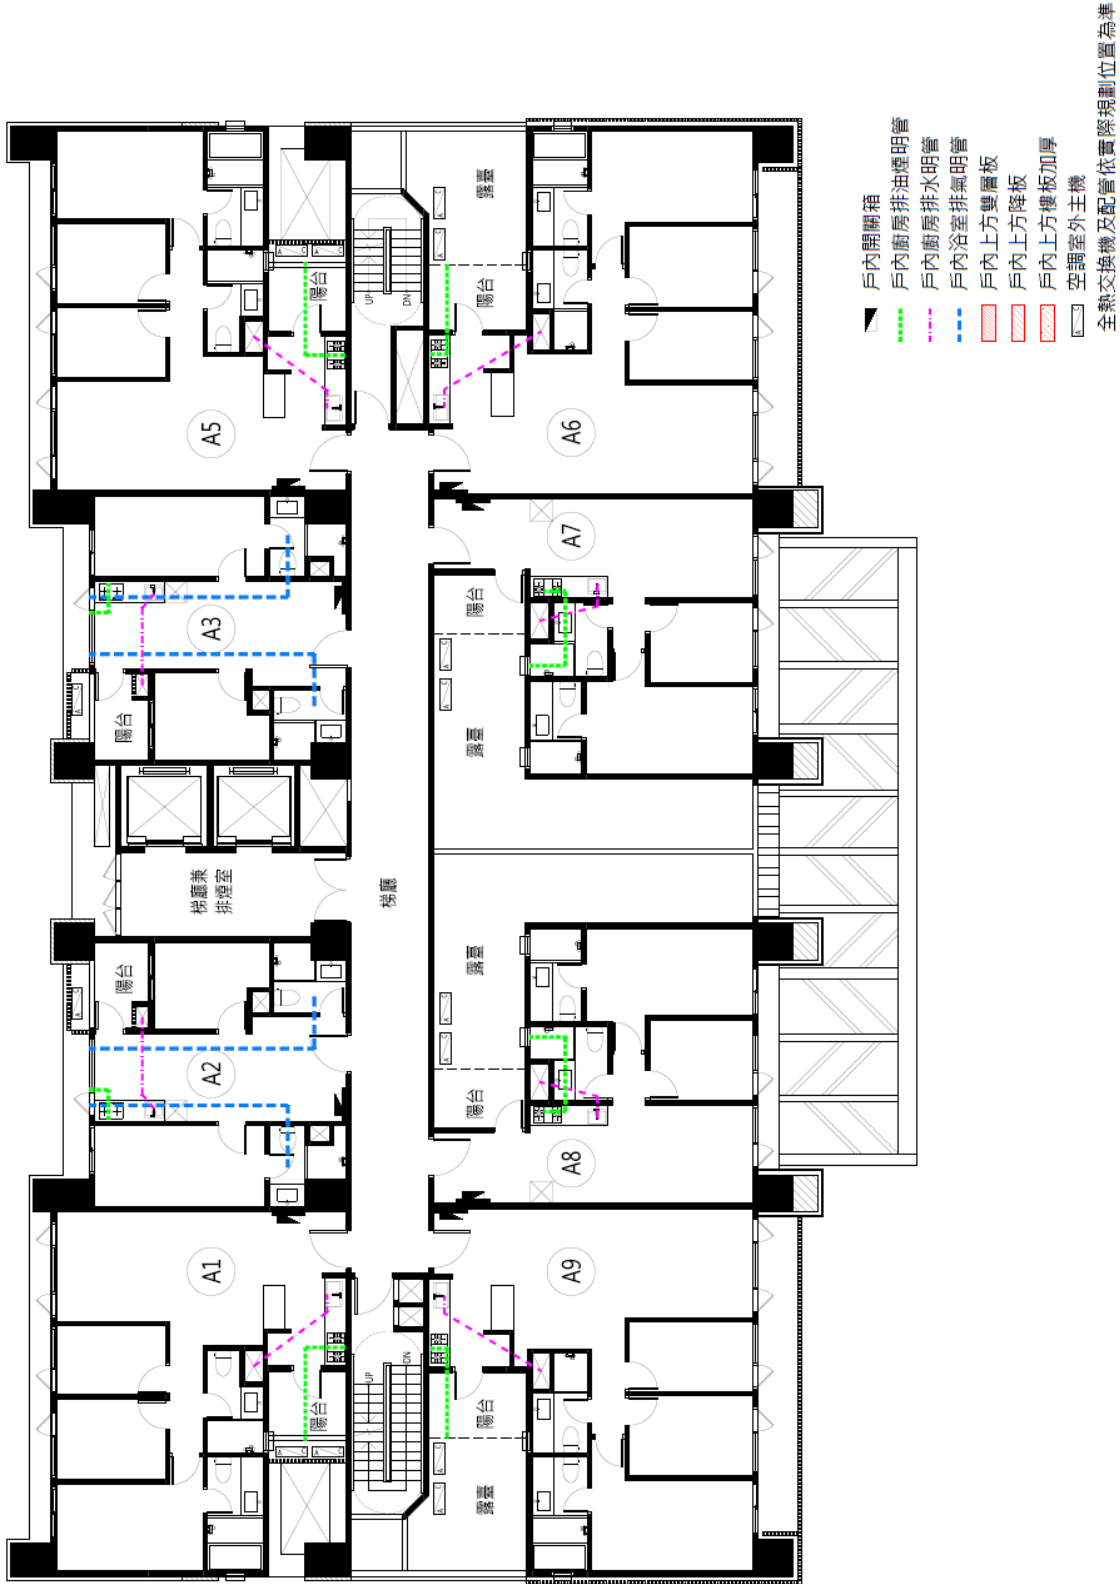 A5
陽台
UP
DN
露臺
陽台
A6
A3
陽台
A7
陽台
露臺
梯廳兼
排煙室
梯廳
A2
陽台
露臺
陽台
A8
A1
陽台
UP
DN
A9
陽台
露臺
戶內開關箱
戶內廚房排油煙明管
戶內廚房排水明管
戶內浴室排氣明管
戶內上方雙層板
戶內上方降板
戶內上方樓板加厚
空調室外主機
全熱交換機及配管依實際規劃位置為準